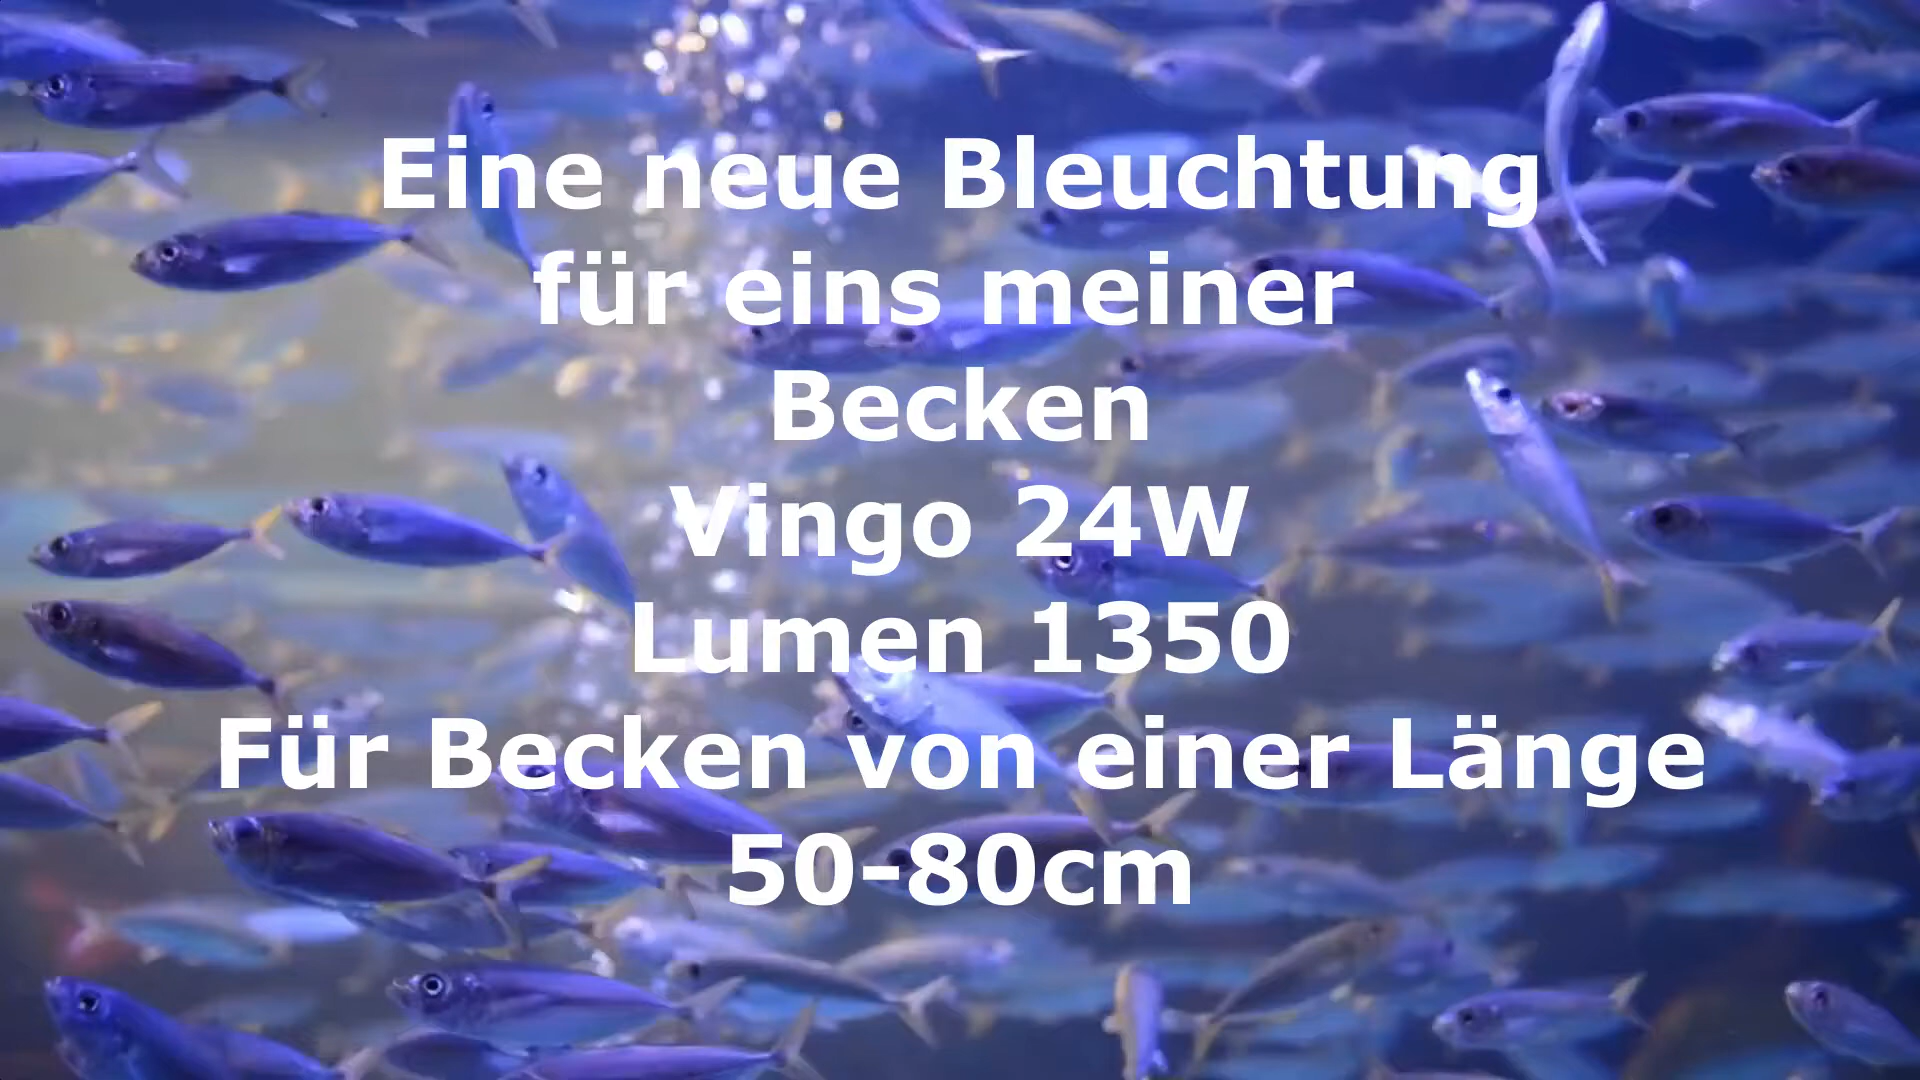 Eine neue Bleuchtung
für eins meiner
Becken
Vingo 24W
Lumen 1350
Für Becken von einer Länge
50-80cm